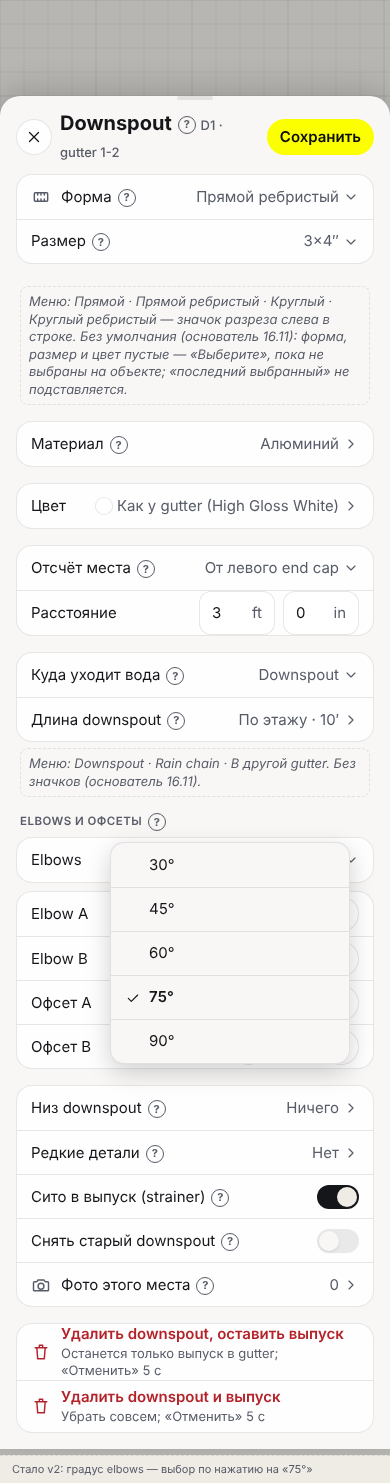 Downspout ? D1 ·
gutter 1-2
Сохранить
Форма ? Прямой ребристый
Размер ? 3×4″
Меню: Прямой · Прямой ребристый · Круглый ·
Круглый ребристый — значок разреза слева в
строке. Без умолчания (основатель 16.11): форма,
размер и цвет пустые — «Выберите», пока не
выбраны на объекте; «последний выбранный» не
подставляется.
Материал ? Алюминий
Цвет Как у gutter (High Gloss White)
Отсчёт места ? От левого end cap
Расстояние 3 ft 0 in
Куда уходит вода ? Downspout
Длина downspout ? По этажу · 10′
Меню: Downspout · Rain chain · В другой gutter. Без
значков (основатель 16.11).
ELBOWS И ОФСЕТЫ ?
Elbows
30°
Elbow A
45°
Elbow B
60°
Офсет A
75°
Офсет B
90°
Низ downspout ? Ничего
Редкие детали ? Нет
Сито в выпуск (strainer) ?
Снять старый downspout ?
Фото этого места ? 0
Удалить downspout, оставить выпуск
Останется только выпуск в gutter;
«Отменить» 5 с
Удалить downspout и выпуск
Убрать совсем; «Отменить» 5 с
Стало v2: градус elbows — выбор по нажатию на «75°»